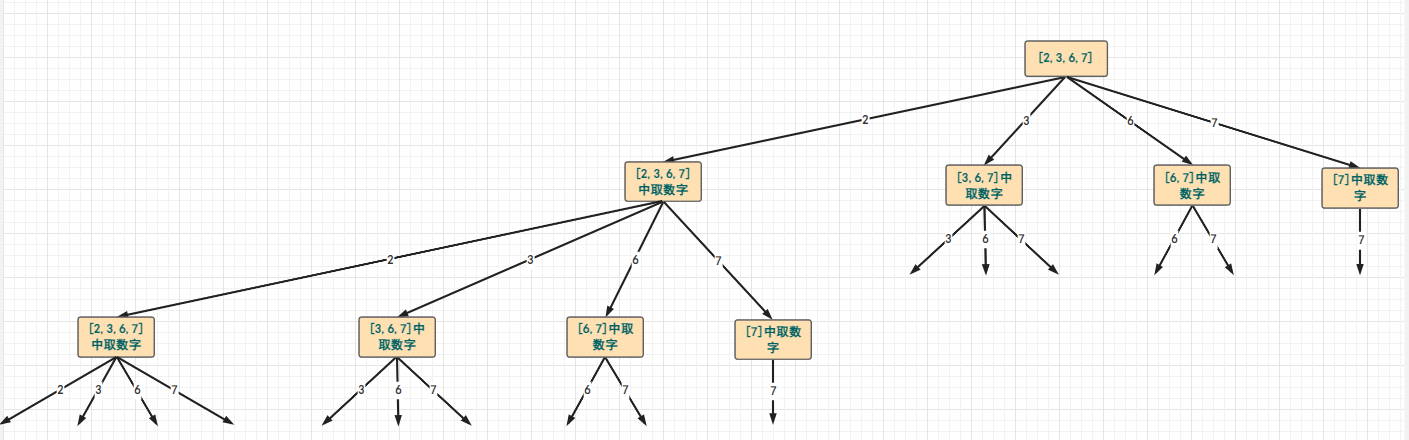 [2, 3, 6, 7]
2
3
6
7
[2, 3, 6, 7]
中取数字
[3, 6, 7]中
取数字
[6, 7]中取
数字
[7]中取数
字
3
6
7
6
7
7
2
3
6
7
[2, 3, 6, 7]
中取数字
[3, 6, 7]中
取数字
[6, 7]中取
数字
[7]中取数
字
2
3
6
7
3
6
7
6
7
7